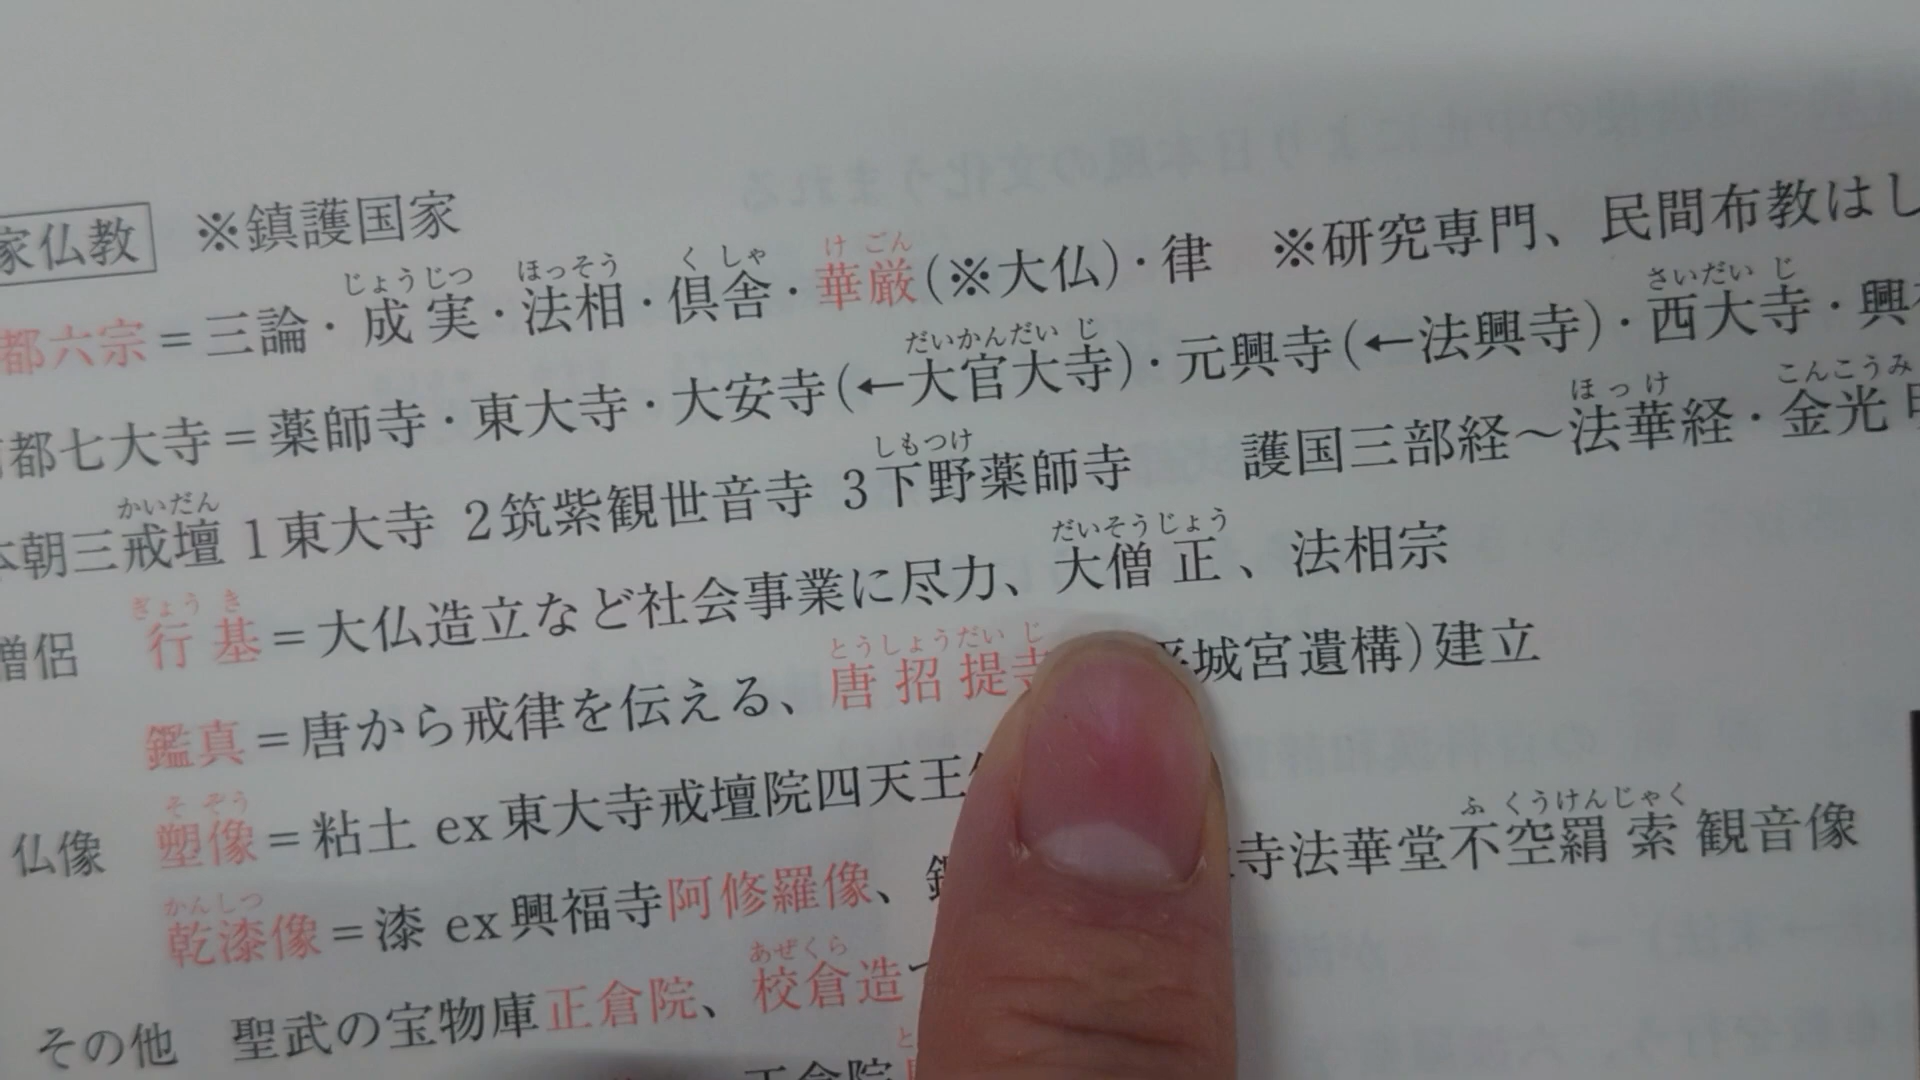 家仏教 ※鎮護国家
都六宗=三論・成実・法相・倶舎・華厳(※大仏)・律 ※研究専門、民間布教はし
じょうじつ ほっそう くしゃ けごん
都七大寺=薬師寺・東大寺・大安寺(←大官大寺)・元興寺(←法興寺)・西大寺・興
だいかんだいじ さいだいじ
本朝三戒壇 1東大寺 2筑紫観世音寺 3下野薬師寺 護国三部経~法華経・金光
かいだん しもつけ ほっけ こんこうみ
僧侶 行基=大仏造立など社会事業に尽力、大僧正、法相宗
ぎょうき だいそうじょう
鑑真=唐から戒律を伝える、唐招提寺 城宮遺構)建立
とうしょうだいじ
仏像 塑像=粘土 ex東大寺戒壇院四天王
そぞう
乾漆像=漆 ex興福寺阿修羅像、 寺法華堂不空羂索観音像
かんしつ ふくうけんじゃく
その他 聖武の宝物庫正倉院、校倉造
あぜくら
正倉院